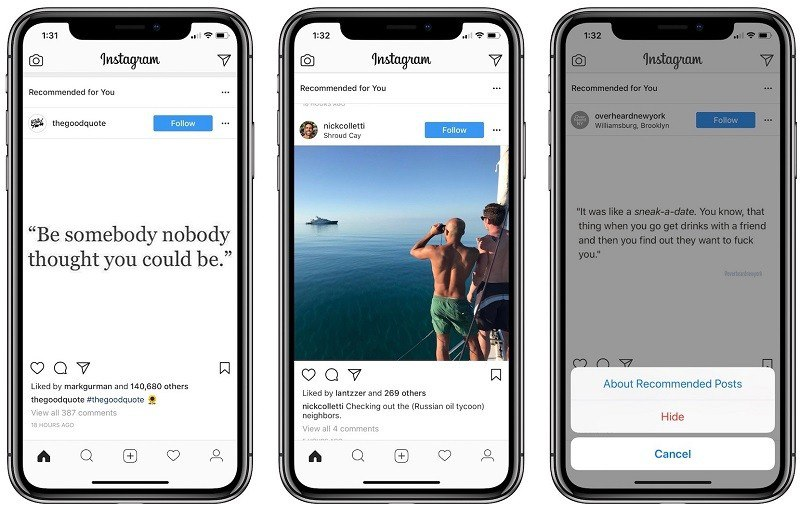 1:31
Instagram
Recommended for You
thegoodquote
Follow
“Be somebody nobody
thought you could be.”
Liked by markgurman and 140,680 others
thegoodquote #thegoodquote 🌻
View all 387 comments
18 HOURS AGO
1:32
Instagram
Recommended for You
18 HOURS AGO
nickcolletti
Shroud Cay
Follow
Liked by lantzzer and 269 others
nickcolletti Checking out the (Russian oil tycoon)
neighbors.
View all 4 comments
1:32
Instagram
Recommended for You
overheardnewyork
Williamsburg, Brooklyn
Follow
"It was like a sneak-a-date. You know, that
thing when you go get drinks with a friend
and then you find out they want to fuck
you."
@overheardnewyork
About Recommended Posts
Hide
Cancel